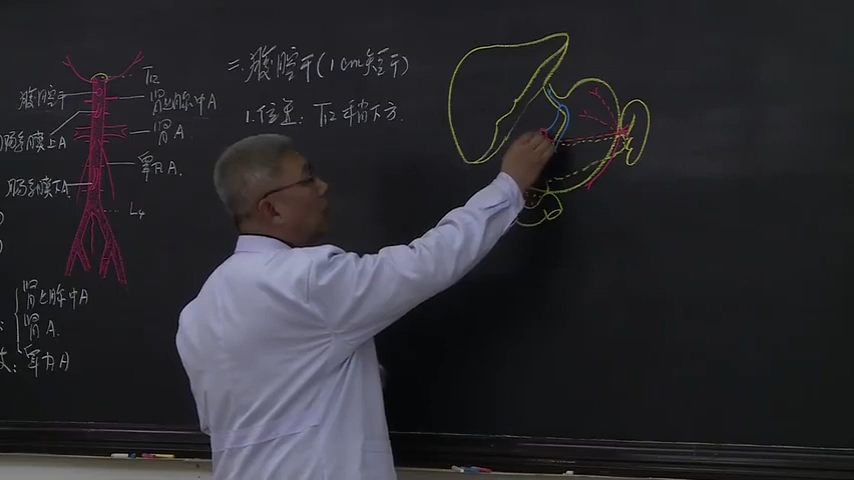 二.腹腔干(1cm短干)
1.位置: T12稍下方.
T12
腹腔干
肾上腺中A
肠系膜上A
肾A
睾丸A.
肠系膜下A.
L4
肾上腺中A
肾A.
睾丸A